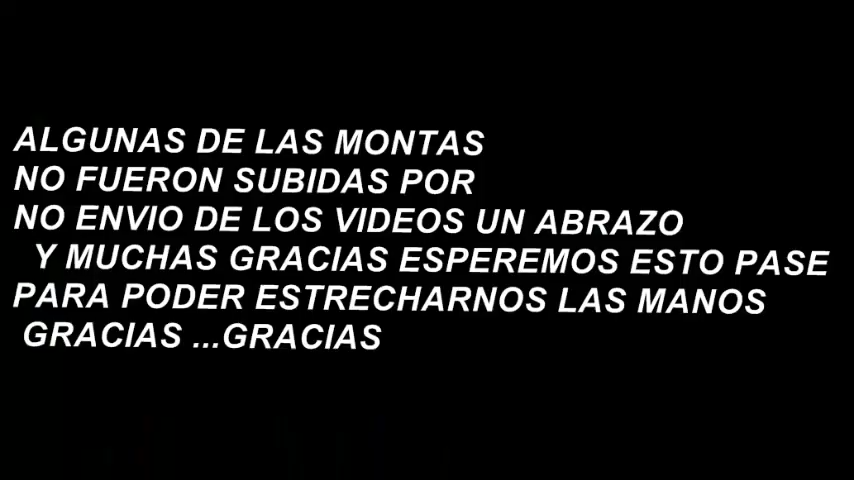 ALGUNAS DE LAS MONTAS
NO FUERON SUBIDAS POR
NO ENVIO DE LOS VIDEOS UN ABRAZO
Y MUCHAS GRACIAS ESPEREMOS ESTO PASE
PARA PODER ESTRECHARNOS LAS MANOS
GRACIAS ...GRACIAS